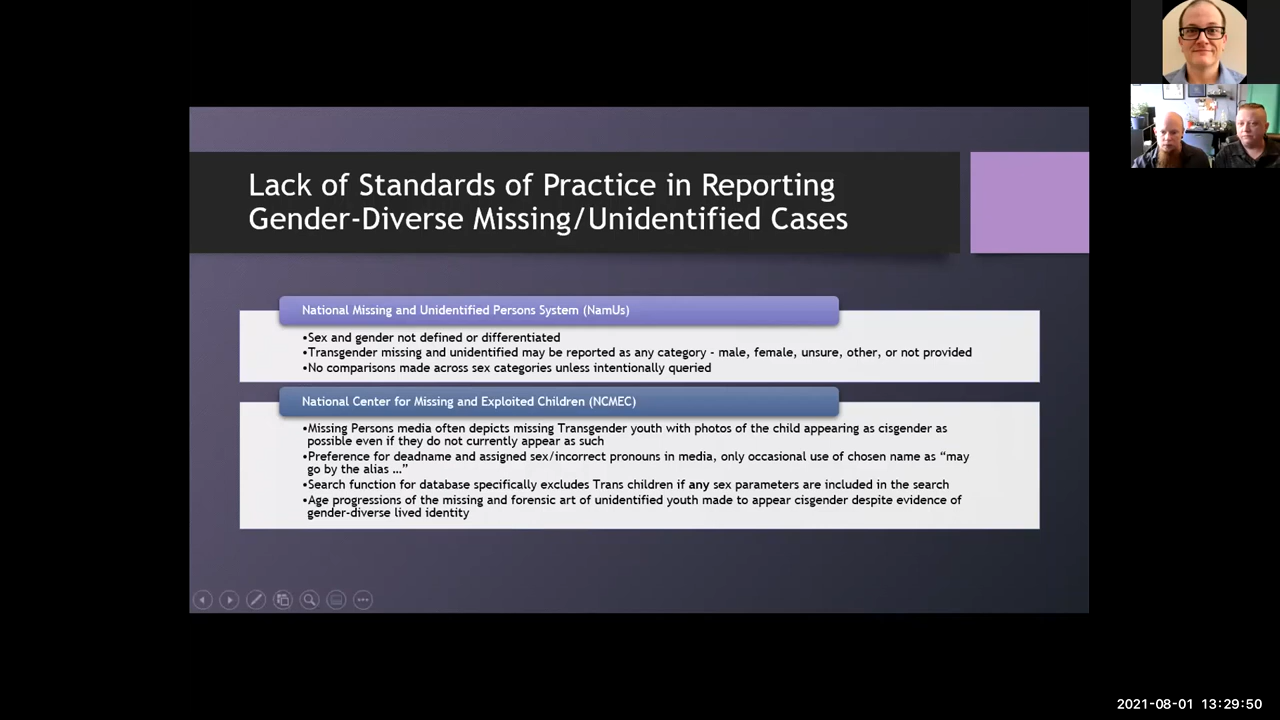 Lack of Standards of Practice in Reporting
Gender-Diverse Missing/Unidentified Cases
National Missing and Unidentified Persons System (NamUs)
•Sex and gender not defined or differentiated
•Transgender missing and unidentified may be reported as any category - male, female, unsure, other, or not provided
•No comparisons made across sex categories unless intentionally queried
National Center for Missing and Exploited Children (NCMEC)
•Missing Persons media often depicts missing Transgender youth with photos of the child appearing as cisgender as
possible even if they do not currently appear as such
•Preference for deadname and assigned sex/incorrect pronouns in media, only occasional use of chosen name as “may
go by the alias …”
•Search function for database specifically excludes Trans children if any sex parameters are included in the search
•Age progressions of the missing and forensic art of unidentified youth made to appear cisgender despite evidence of
gender-diverse lived identity
2021-08-01 13:29:50